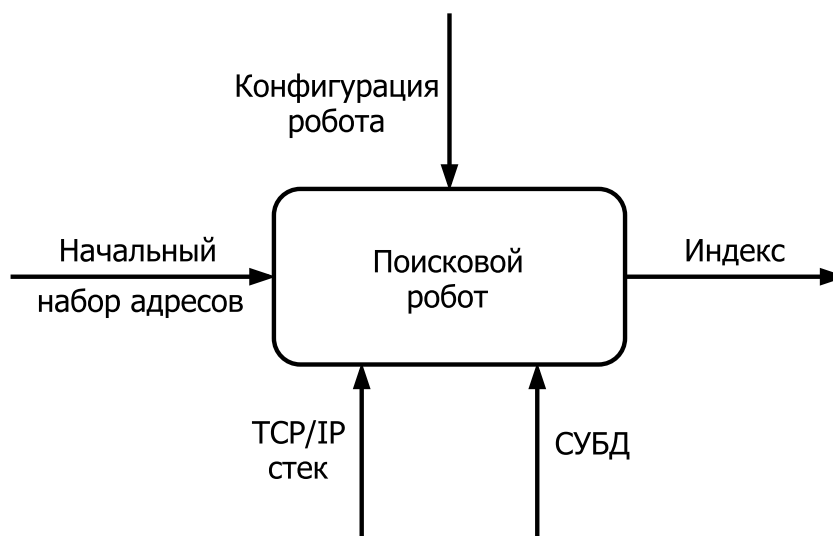 Конфигурация
робота
Начальный
набор адресов
Поисковой
робот
Индекс
TCP/IP
стек
СУБД